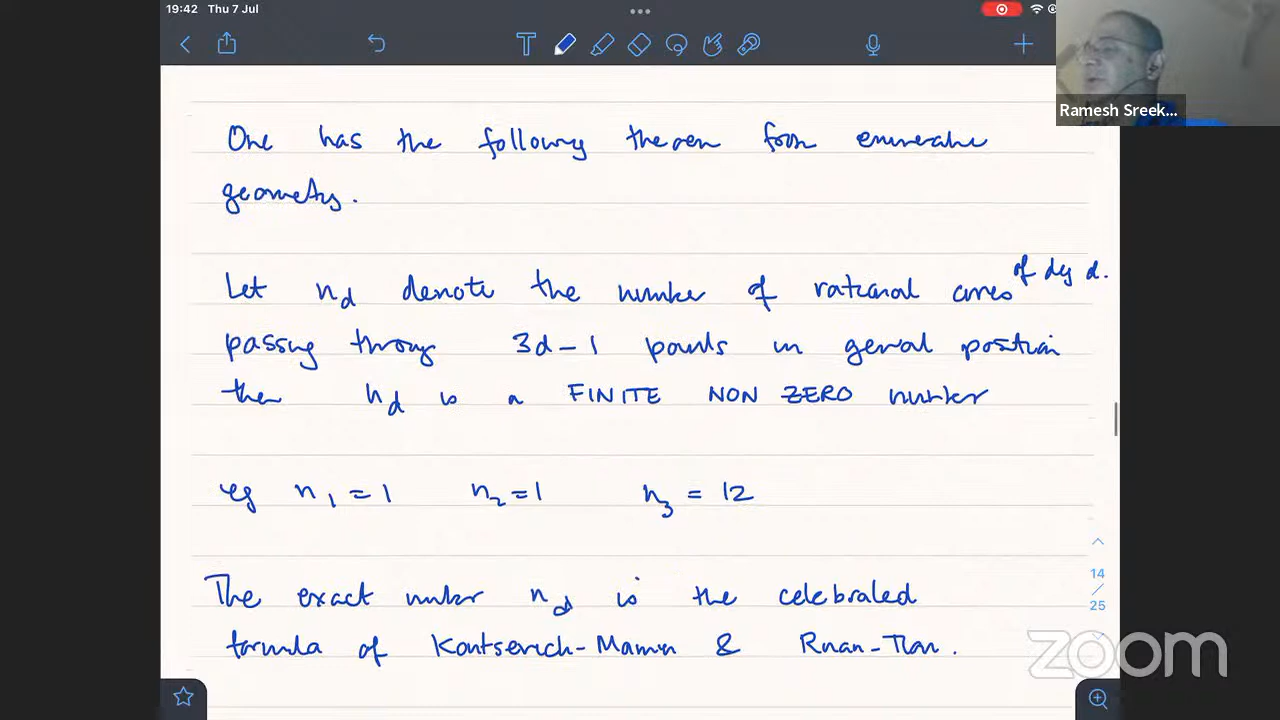 19:42 Thu 7 Jul
Ramesh Sreek...
One has the following theorem from enumerative
geometry.
Let n_d denote the number of rational curves of deg d.
passing through 3d-1 points in general position
then n_d is a FINITE NON ZERO number
eg n_1 = 1 n_2 = 1 n_3 = 12
The exact number n_d is the celebrated
formula of Kontsevich-Manin & Ruan-Tian.
14
/
25
zoom